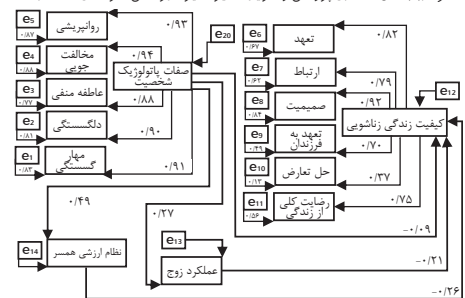 e5
روانپریشی
۰/۸۷
۰/۹۳
e4
مخالفت جویی
۰/۸۸
۰/۹۴
e3
عاطفه منفی
۰/۷۷
۰/۸۸
e2
دلگسستگی
۰/۸۱
۰/۹۰
e1
مهار
گسستگی
۰/۸۳
۰/۹۱
e20
صفات پاتولوژیک
شخصیت
e6
تعهد
۰/۶۷
۰/۸۲
e7
ارتباط
۰/۶۲
۰/۷۹
e8
صمیمیت
۰/۸۴
۰/۹۲
e9
تعهد به
فرزندان
۰/۴۹
۰/۷۰
e10
حل تعارض
۰/۱۳
۰/۳۷
e11
رضایت کلی
از زندگی
۰/۵۶
۰/۷۵
e12
کیفیت زندگی زناشویی
۰/۴۹
۰/۲۷
-۰/۰۹
e13
e14
نظام ارزشی همسر
عملکرد زوج
-۰/۲۱
-۰/۲۶